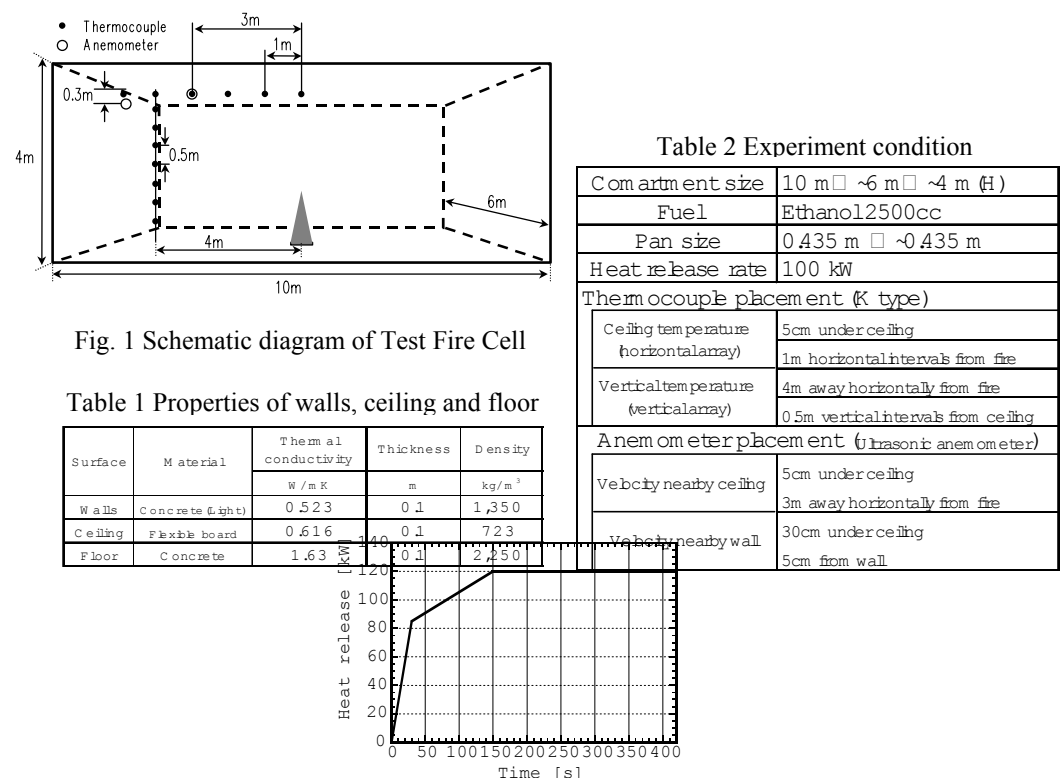 Thermocouple
Anemometer
3m
1m
0.3m
4m
0.5m
6m
4m
10m
Fig. 1 Schematic diagram of Test Fire Cell
Table 1 Properties of walls, ceiling and floor
Surface Material Thermal conductivity Thickness Density
W/mK m kg/m³
Walls Concrete(Light) 0.523 0.1 1,350
Ceiling Flexible board 0.616 0.1 723
Floor Concrete 1.63 0.1 2,250
Table 2 Experiment condition
Comartment size 10 m□ ~6 m□ ~4 m (H)
Fuel Ethanol2500cc
Pan size 0.435 m □ ~0.435 m
Heat release rate 100 kW
Thermocouple placement (K type)
Ceiling temperature (horizontalarray) 5cm under ceiling
1m horizontal intervals from fire
Vertical temperature (vertical array) 4m away horizontally from fire
0.5m vertical intervals from ceiling
Anemometer placement (Ultrasonic anemometer)
Velocity nearby ceiling 5cm under ceiling
3m away horizontally from fire
Velocity nearby wall 30cm under ceiling
5cm from wall
Heat release [kW]
140
120
100
80
60
40
20
0
0 50 100 150 200 250 300 350 400
Time [s]